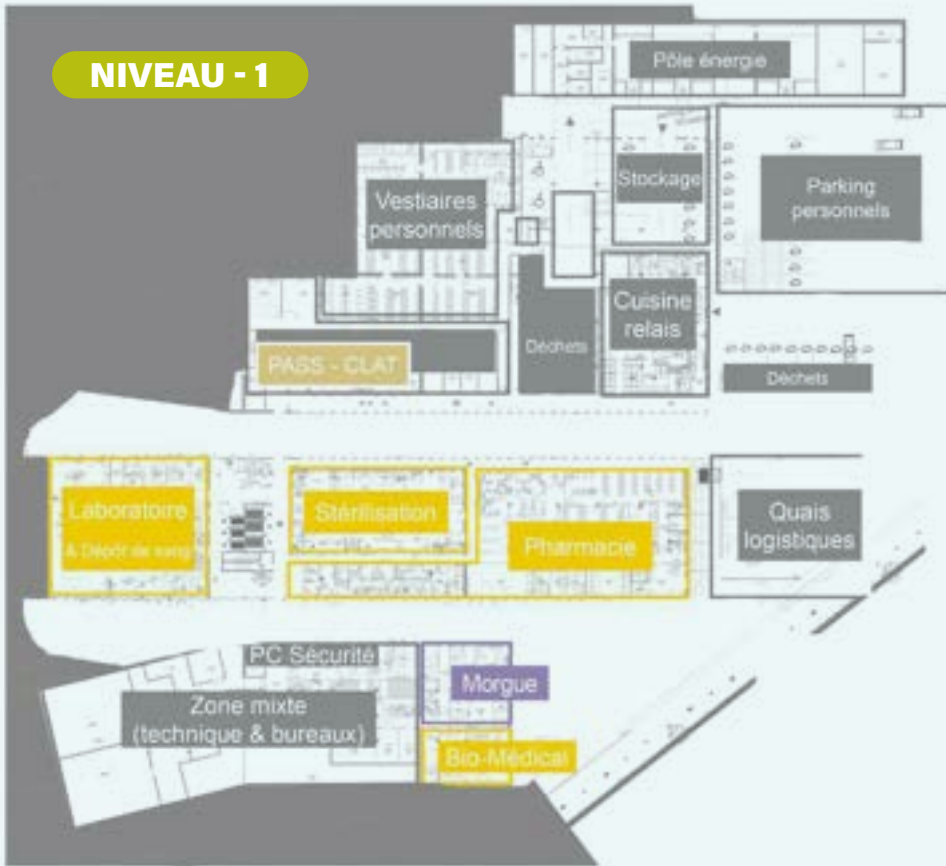 NIVEAU - 1
Pôle énergie
Stockage
Parking
personnels
Vestiaires
personnels
Cuisine
relais
Déchets
PASS - CLAT
Déchets
Laboratoire
& Dépôt de sang
Stérilisation
Pharmacie
Quais
logistiques
PC Sécurité
Morgue
Zone mixte
(technique & bureaux)
Bio-Médical